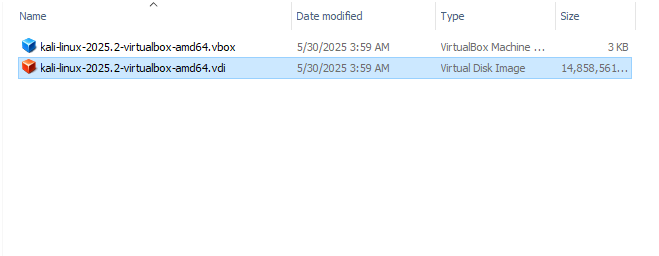 Name Date modified Type Size
kali-linux-2025.2-virtualbox-amd64.vbox 5/30/2025 3:59 AM VirtualBox Machine ... 3 KB
kali-linux-2025.2-virtualbox-amd64.vdi 5/30/2025 3:59 AM Virtual Disk Image 14,858,561...